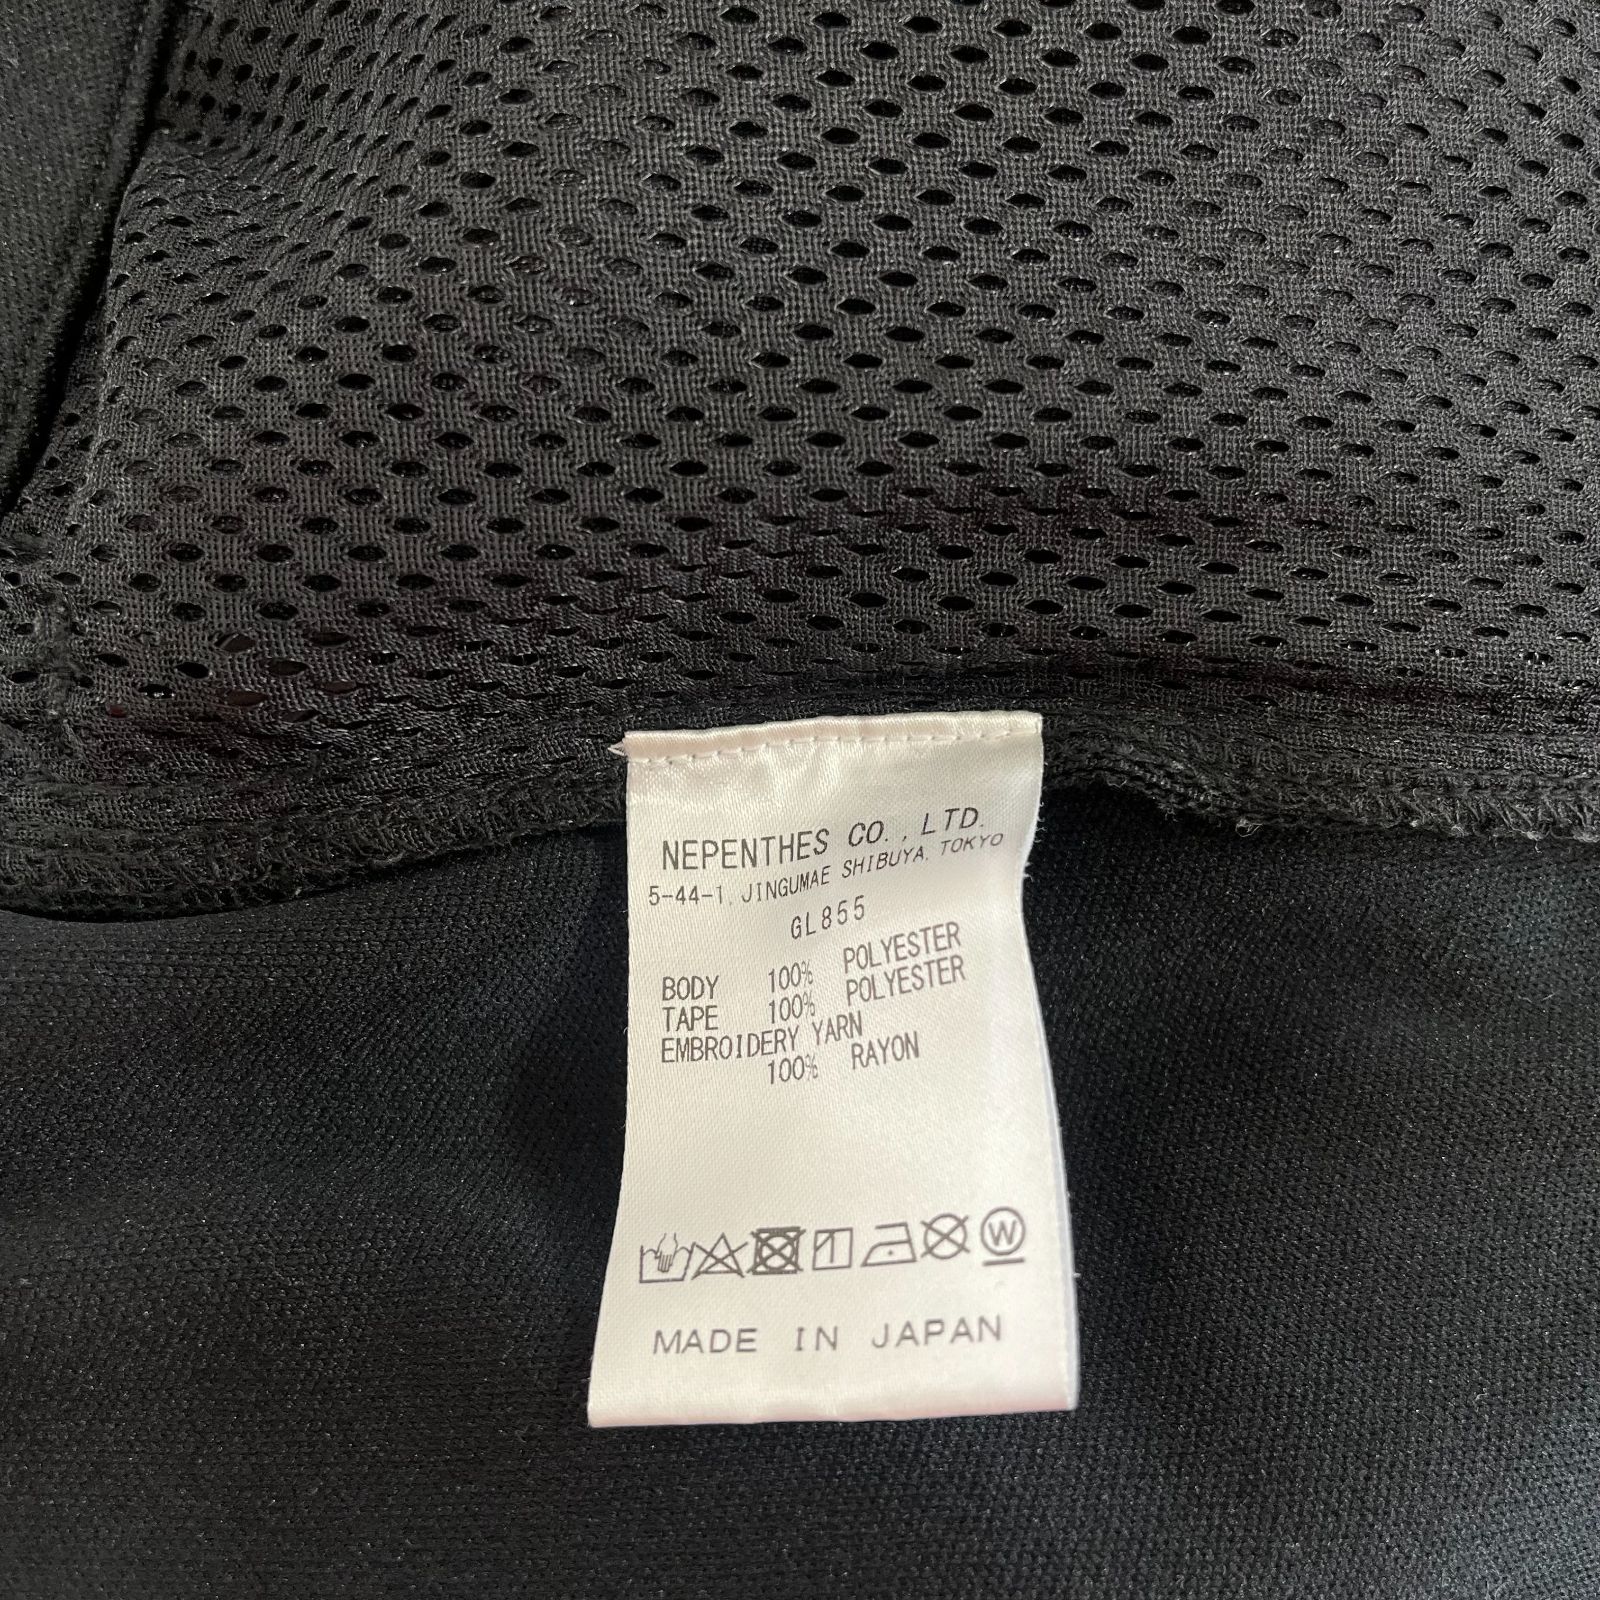 NEPENTHES CO., LTD.
5-44-1, JINGUMAE SHIBUYA, TOKYO
GL855
BODY 100% POLYESTER
TAPE 100% POLYESTER
EMBROIDERY YARN
100% RAYON
W
MADE IN JAPAN